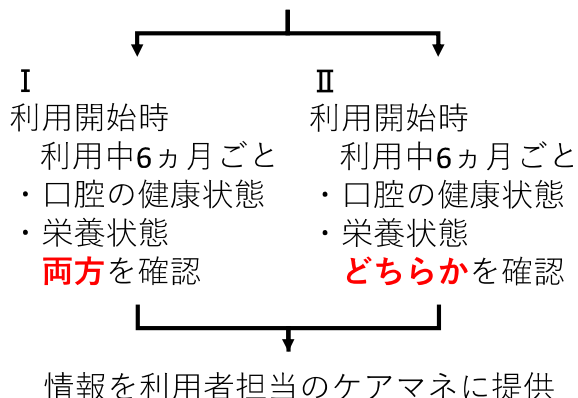 Ⅰ
利用開始時
利用中6ヵ月ごと
・口腔の健康状態
・栄養状態
両方を確認
Ⅱ
利用開始時
利用中6ヵ月ごと
・口腔の健康状態
・栄養状態
どちらかを確認
情報を利用者担当のケアマネに提供